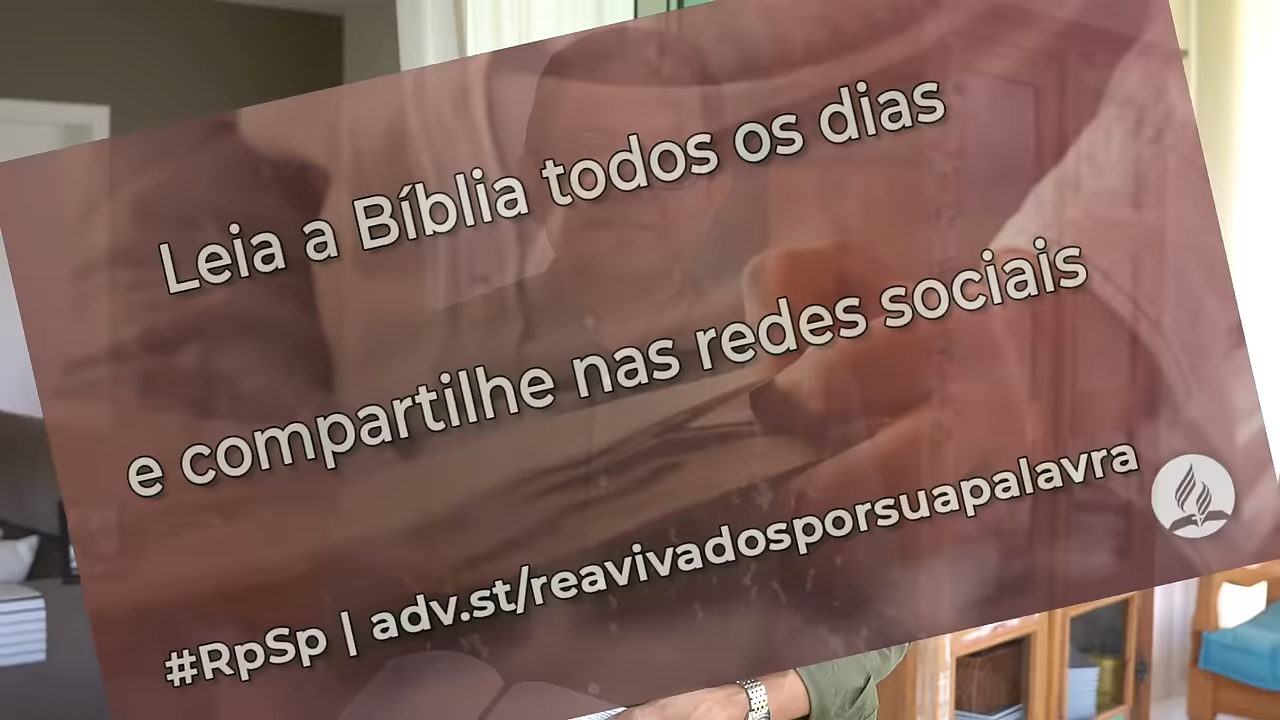 Leia a Bíblia todos os dias
e compartilhe nas redes sociais
#RpSp | adv.st/reavivadosporsuapalavra